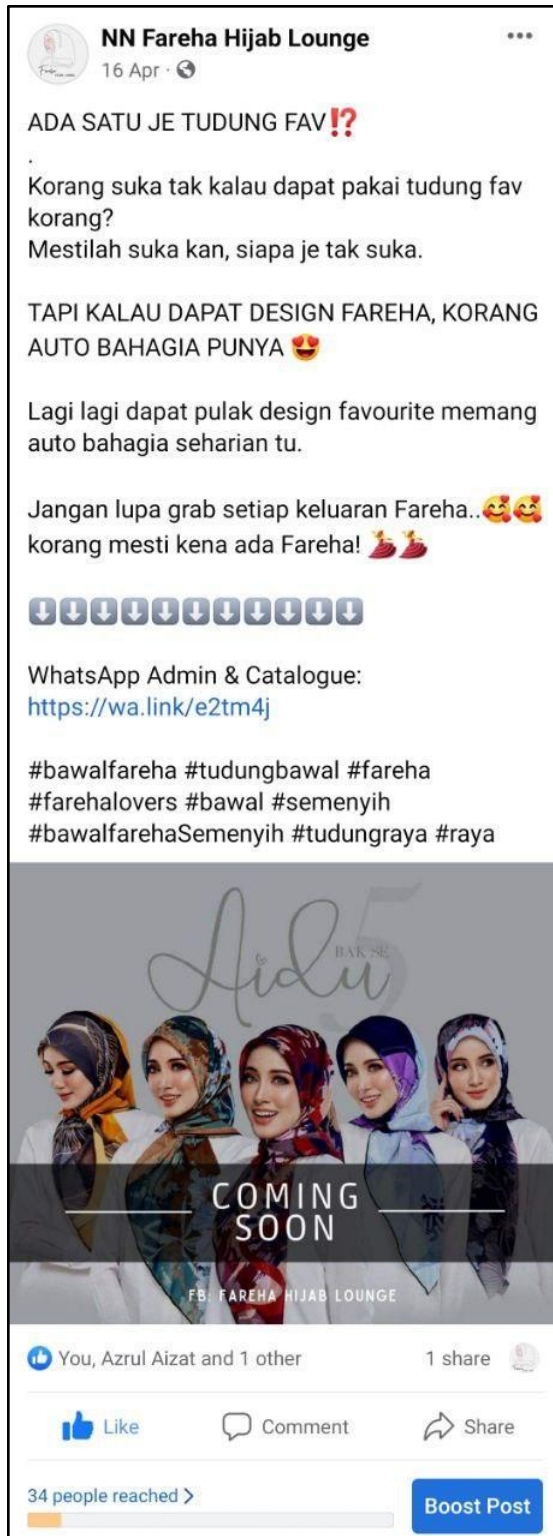 NN Fareha Hijab Lounge
16 Apr ·
ADA SATU JE TUDUNG FAV⁉️
.
Korang suka tak kalau dapat pakai tudung fav
korang?
Mestilah suka kan, siapa je tak suka.
TAPI KALAU DAPAT DESIGN FAREHA, KORANG
AUTO BAHAGIA PUNYA 😍
Lagi lagi dapat pulak design favourite memang
auto bahagia seharian tu.
Jangan lupa grab setiap keluaran Fareha..🥰🥰
korang mesti kena ada Fareha! 💃💃
⬇️⬇️⬇️⬇️⬇️⬇️⬇️⬇️⬇️⬇️⬇️
WhatsApp Admin & Catalogue:
https://wa.link/e2tm4j
#bawalfareha #tudungbawal #fareha
#farehalovers #bawal #semenyih
#bawalfarehaSemenyih #tudungraya #raya
Aidu 5
BAK SE
COMING
SOON
FB: FAREHA HIJAB LOUNGE
You, Azrul Aizat and 1 other 1 share
Like Comment Share
34 people reached >
Boost Post